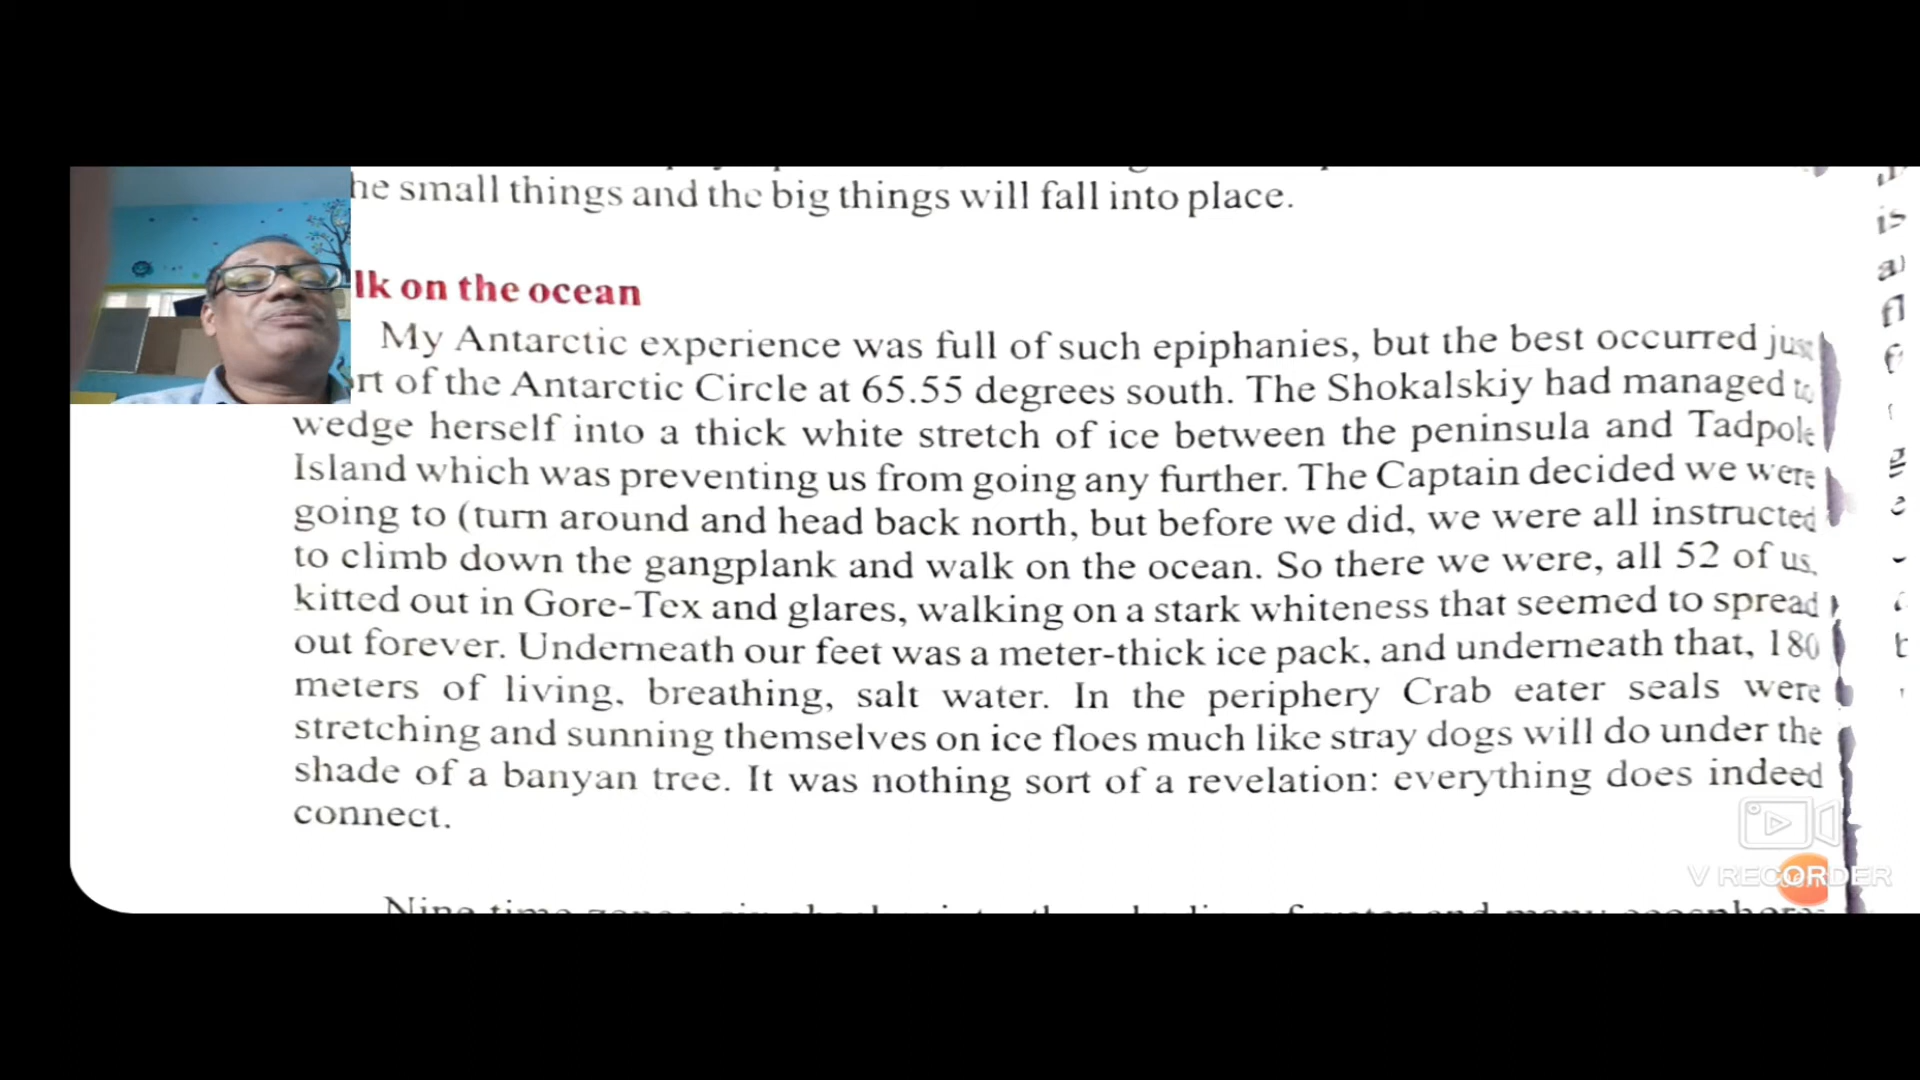 he small things and the big things will fall into place.
lk on the ocean
My Antarctic experience was full of such epiphanies, but the best occurred just
rt of the Antarctic Circle at 65.55 degrees south. The Shokalskiy had managed to
wedge herself into a thick white stretch of ice between the peninsula and Tadpole
Island which was preventing us from going any further. The Captain decided we were
going to (turn around and head back north, but before we did, we were all instructed
to climb down the gangplank and walk on the ocean. So there we were, all 52 of us,
kitted out in Gore-Tex and glares, walking on a stark whiteness that seemed to spread
out forever. Underneath our feet was a meter-thick ice pack, and underneath that, 180
meters of living, breathing, salt water. In the periphery Crab eater seals were
stretching and sunning themselves on ice floes much like stray dogs will do under the
shade of a banyan tree. It was nothing sort of a revelation: everything does indeed
connect.
Nine time zones, six
V RECORDER